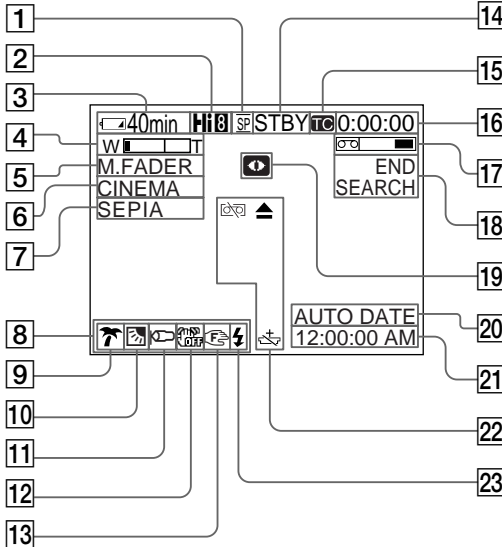 1
2
3
4
5
6
7
8
9
10
11
12
13
14
15
16
17
18
19
20
21
22
23
40min Hi8 SP STBY TC 0:00:00
W T
M.FADER
CINEMA
SEPIA
END
SEARCH
OFF F
AUTO DATE
12:00:00 AM